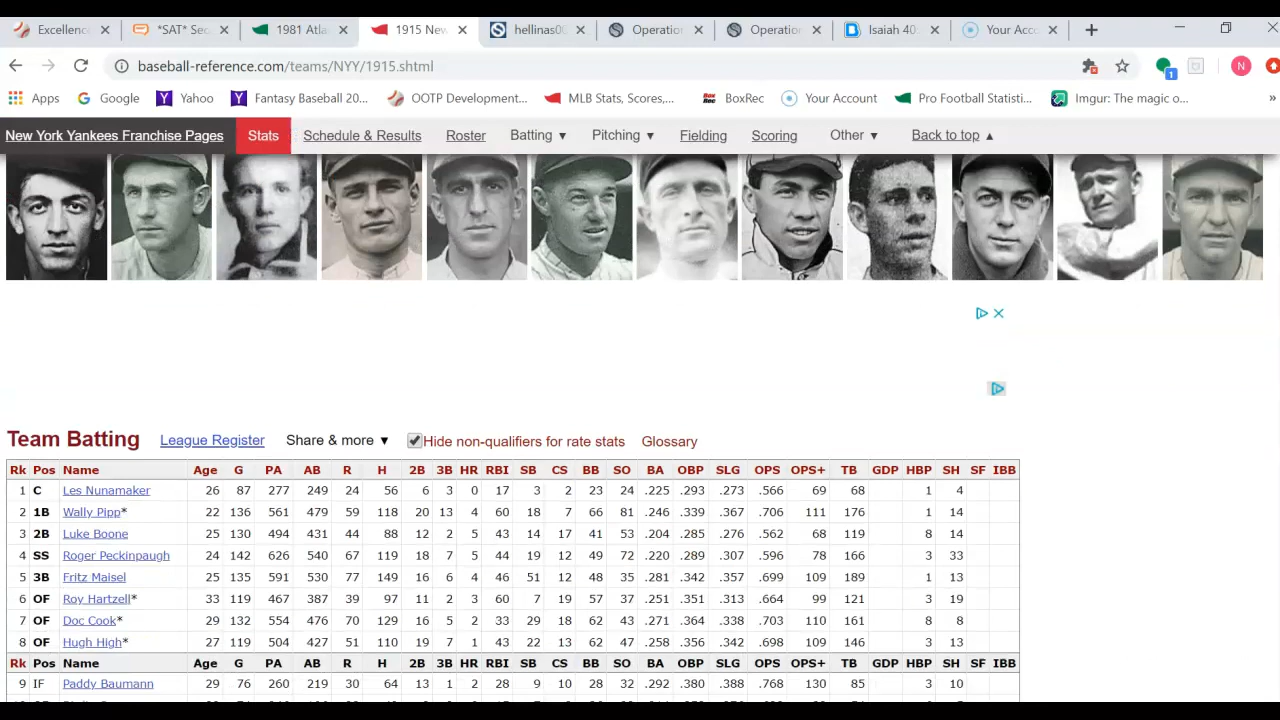 Excellence *SAT* Sec 1981 Atla 1915 New hellinas00 Operation Operation Isaiah 40. Your Acco
baseball-reference.com/teams/NYY/1915.shtml N
1
Apps Google Yahoo Fantasy Baseball 20... OOTP Development... MLB Stats, Scores,... BoxRec Your Account Pro Football Statisti... Imgur: The magic o... »
New York Yankees Franchise Pages Stats Schedule & Results Roster Batting ▼ Pitching ▼ Fielding Scoring Other ▼ Back to top ▲
Team Batting League Register Share & more ▼ Hide non-qualifiers for rate stats Glossary
Rk Pos Name Age G PA AB R H 2B 3B HR RBI SB CS BB SO BA OBP SLG OPS OPS+ TB GDP HBP SH SF IBB
1 C Les Nunamaker 26 87 277 249 24 56 6 3 0 17 3 2 23 24 .225 .293 .273 .566 69 68 1 4
2 1B Wally Pipp* 22 136 561 479 59 118 20 13 4 60 18 7 66 81 .246 .339 .367 .706 111 176 1 14
3 2B Luke Boone 25 130 494 431 44 88 12 2 5 43 14 17 41 53 .204 .285 .276 .562 68 119 8 14
4 SS Roger Peckinpaugh 24 142 626 540 67 119 18 7 5 44 19 12 49 72 .220 .289 .307 .596 78 166 3 33
5 3B Fritz Maisel 25 135 591 530 77 149 16 6 4 46 51 12 48 35 .281 .342 .357 .699 109 189 1 13
6 OF Roy Hartzell* 33 119 467 387 39 97 11 2 3 60 7 19 57 37 .251 .351 .313 .664 99 121 3 19
7 OF Doc Cook* 29 132 554 476 70 129 16 5 2 33 29 18 62 43 .271 .364 .338 .703 110 161 8 8
8 OF Hugh High* 27 119 504 427 51 110 19 7 1 43 22 13 62 47 .258 .356 .342 .698 109 146 3 13
Rk Pos Name Age G PA AB R H 2B 3B HR RBI SB CS BB SO BA OBP SLG OPS OPS+ TB GDP HBP SH SF IBB
9 IF Paddy Baumann 29 76 260 219 30 64 13 1 2 28 9 10 28 32 .292 .380 .388 .768 130 85 3 10